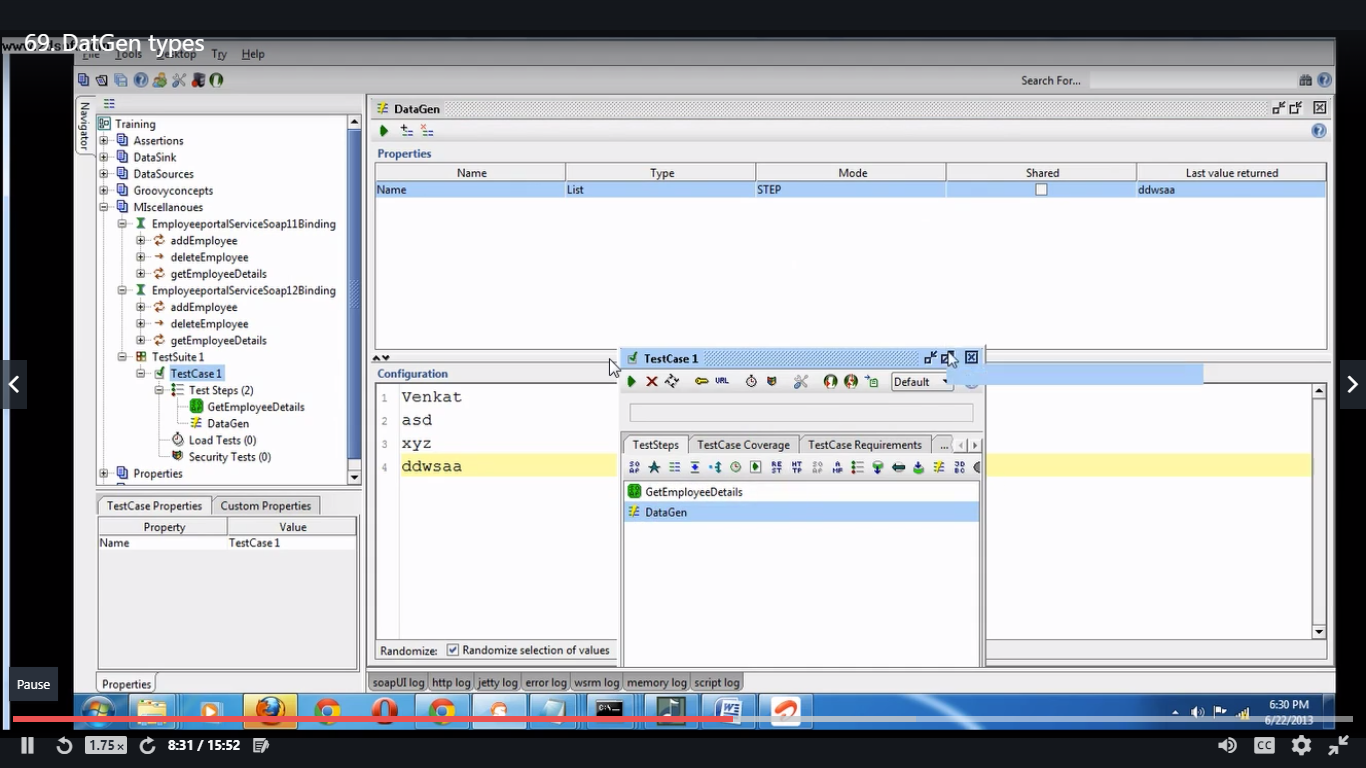 69. DatGen types
Tools Desktop Try Help
Search For...
Navigator
Training
Assertions
DataSink
DataSources
Groovyconcepts
MIscellanoues
EmployeeportalServiceSoap11Binding
addEmployee
deleteEmployee
getEmployeeDetails
EmployeeportalServiceSoap12Binding
addEmployee
deleteEmployee
getEmployeeDetails
TestSuite 1
TestCase 1
Test Steps (2)
GetEmployeeDetails
DataGen
Load Tests (0)
Security Tests (0)
Properties
TestCase Properties Custom Properties
Property Value
Name TestCase 1
Properties
DataGen
Properties
Name Type Mode Shared Last value returned
Name List STEP ddwsaa
Configuration
1 Venkat
2 asd
3 xyz
4 ddwsaa
Randomize: Randomize selection of values
TestCase 1
URL Default
TestSteps TestCase Coverage TestCase Requirements ...
GetEmployeeDetails
DataGen
soapUI log http log jetty log error log wsrm log memory log script log
Pause
6:30 PM
6/22/2013
1.75 x 8:31 / 15:52 CC